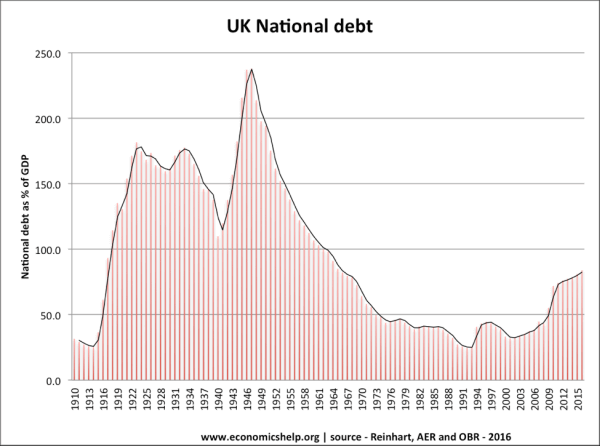 UK National debt
250.0
200.0
150.0
100.0
50.0
0.0
National debt as % of GDP
1910 1913 1916 1919 1922 1925 1928 1931 1934 1937 1940 1943 1946 1949 1952 1955 1958 1961 1964 1967 1970 1973 1976 1979 1982 1985 1988 1991 1994 1997 2000 2003 2006 2009 2012 2015
www.economicshelp.org | source - Reinhart, AER and OBR - 2016